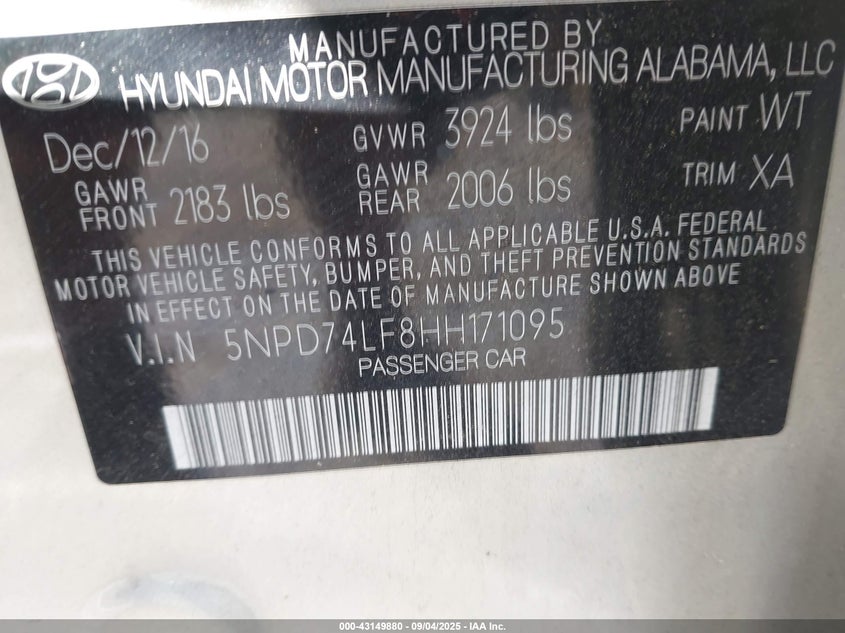 MANUFACTURED BY
HYUNDAI MOTOR MANUFACTURING ALABAMA, LLC
Dec/12/16 GVWR 3924 lbs PAINT WT
GAWR FRONT 2183 lbs GAWR REAR 2006 lbs TRIM XA
THIS VEHICLE CONFORMS TO ALL APPLICABLE U.S.A. FEDERAL
MOTOR VEHICLE SAFETY, BUMPER, AND THEFT PREVENTION STANDARDS
IN EFFECT ON THE DATE OF MANUFACTURE SHOWN ABOVE
V.I.N 5NPD74LF8HH171095
PASSENGER CAR
000-43149880 - 09/04/2025 - IAA Inc.